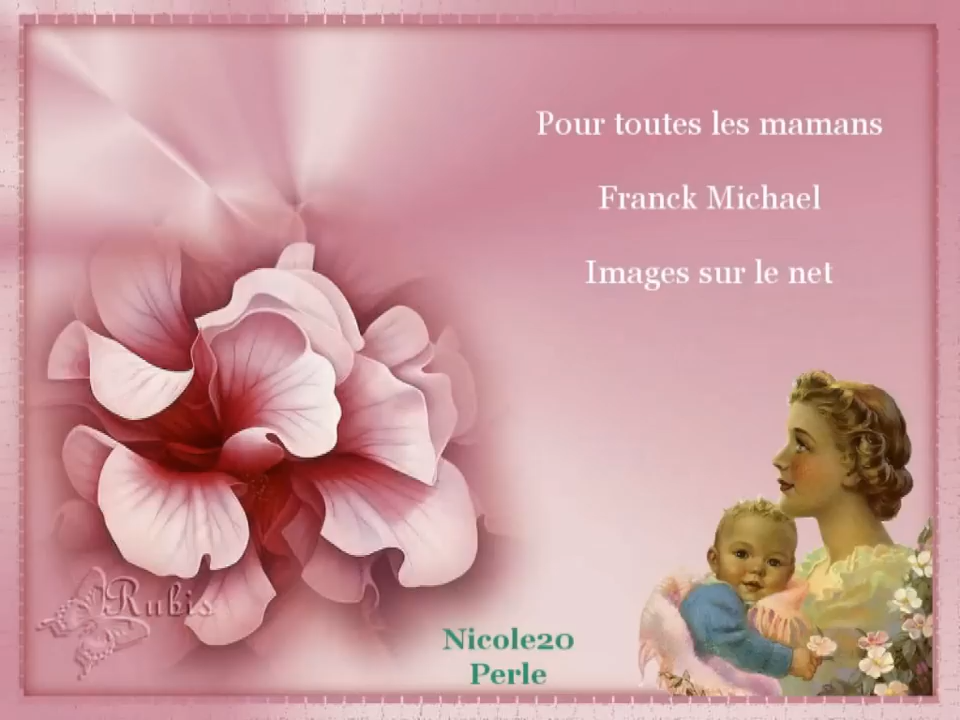 Pour toutes les mamans
Franck Michael
Images sur le net
Rubis
Nicole20
Perle